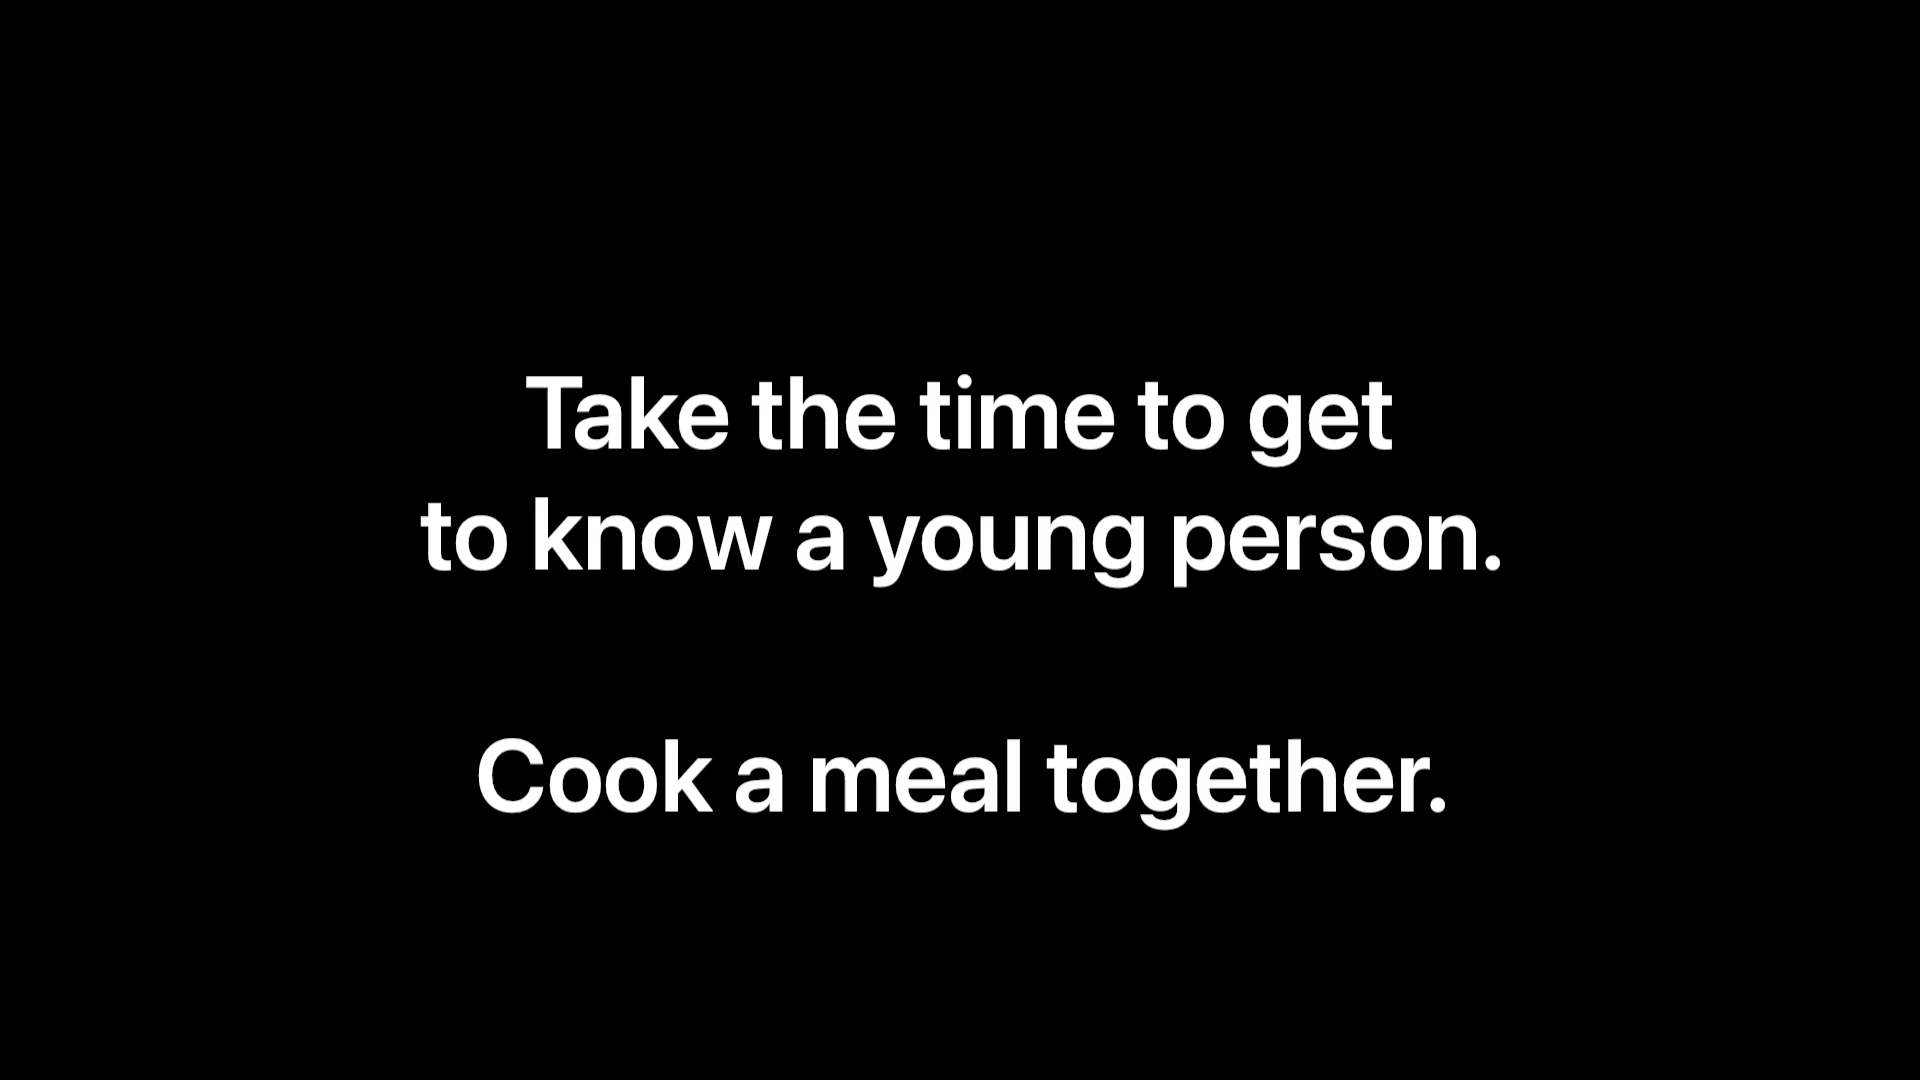 Take the time to get
to know a young person.
Cook a meal together.